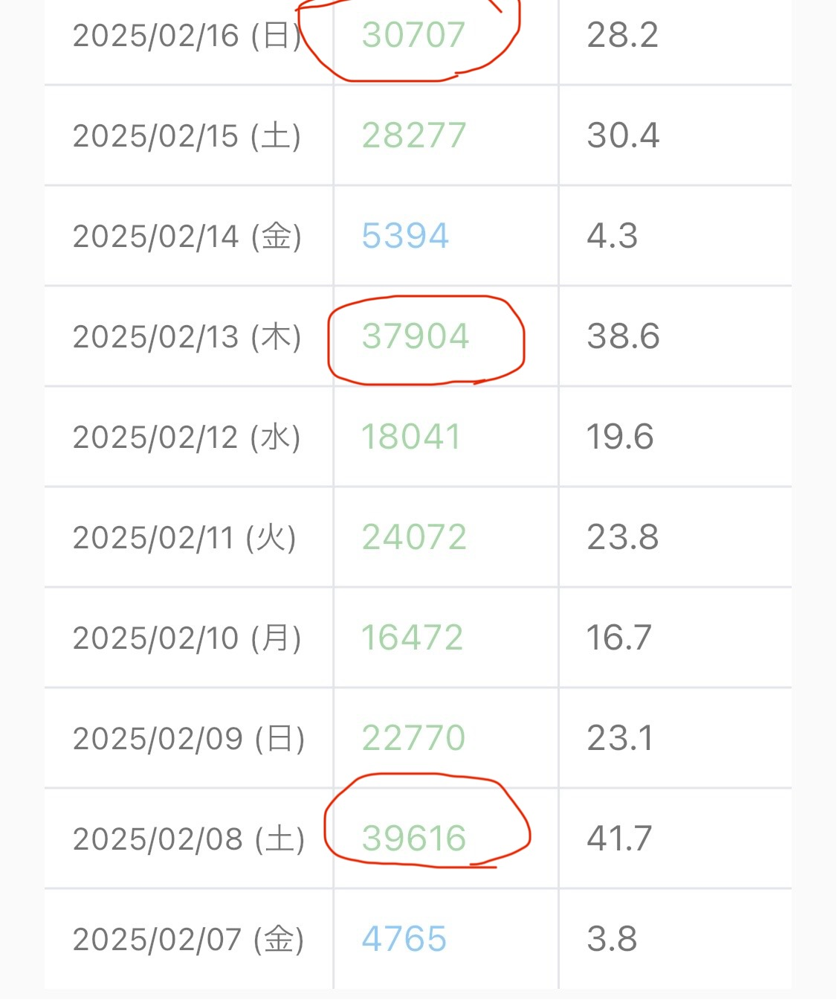 2025/02/16 (日) 30707 28.2
2025/02/15 (土) 28277 30.4
2025/02/14 (金) 5394 4.3
2025/02/13 (木) 37904 38.6
2025/02/12 (水) 18041 19.6
2025/02/11 (火) 24072 23.8
2025/02/10 (月) 16472 16.7
2025/02/09 (日) 22770 23.1
2025/02/08 (土) 39616 41.7
2025/02/07 (金) 4765 3.8